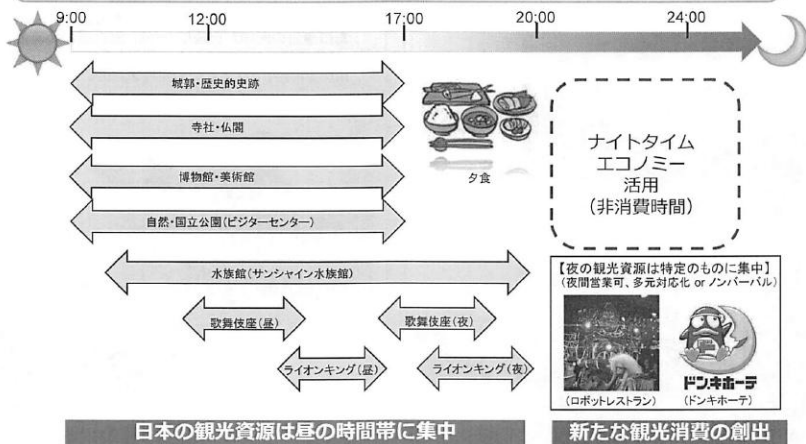 9:00 12:00 17:00 20:00 24:00
城郭・歴史的史跡
寺社・仏閣
博物館・美術館
自然・国立公園(ビジターセンター)
夕食
水族館(サンシャイン水族館)
歌舞伎座(昼)
歌舞伎座(夜)
ライオンキング(昼)
ライオンキング(夜)
ナイトタイム
エコノミー
活用
(非消費時間)
【夜の観光資源は特定のものに集中】
(夜間営業可、多元対応化 or ノンバーバル)
ドン.キホーテ
(ロボットレストラン)
(ドンキホーテ)
日本の観光資源は昼の時間帯に集中
新たな観光消費の創出